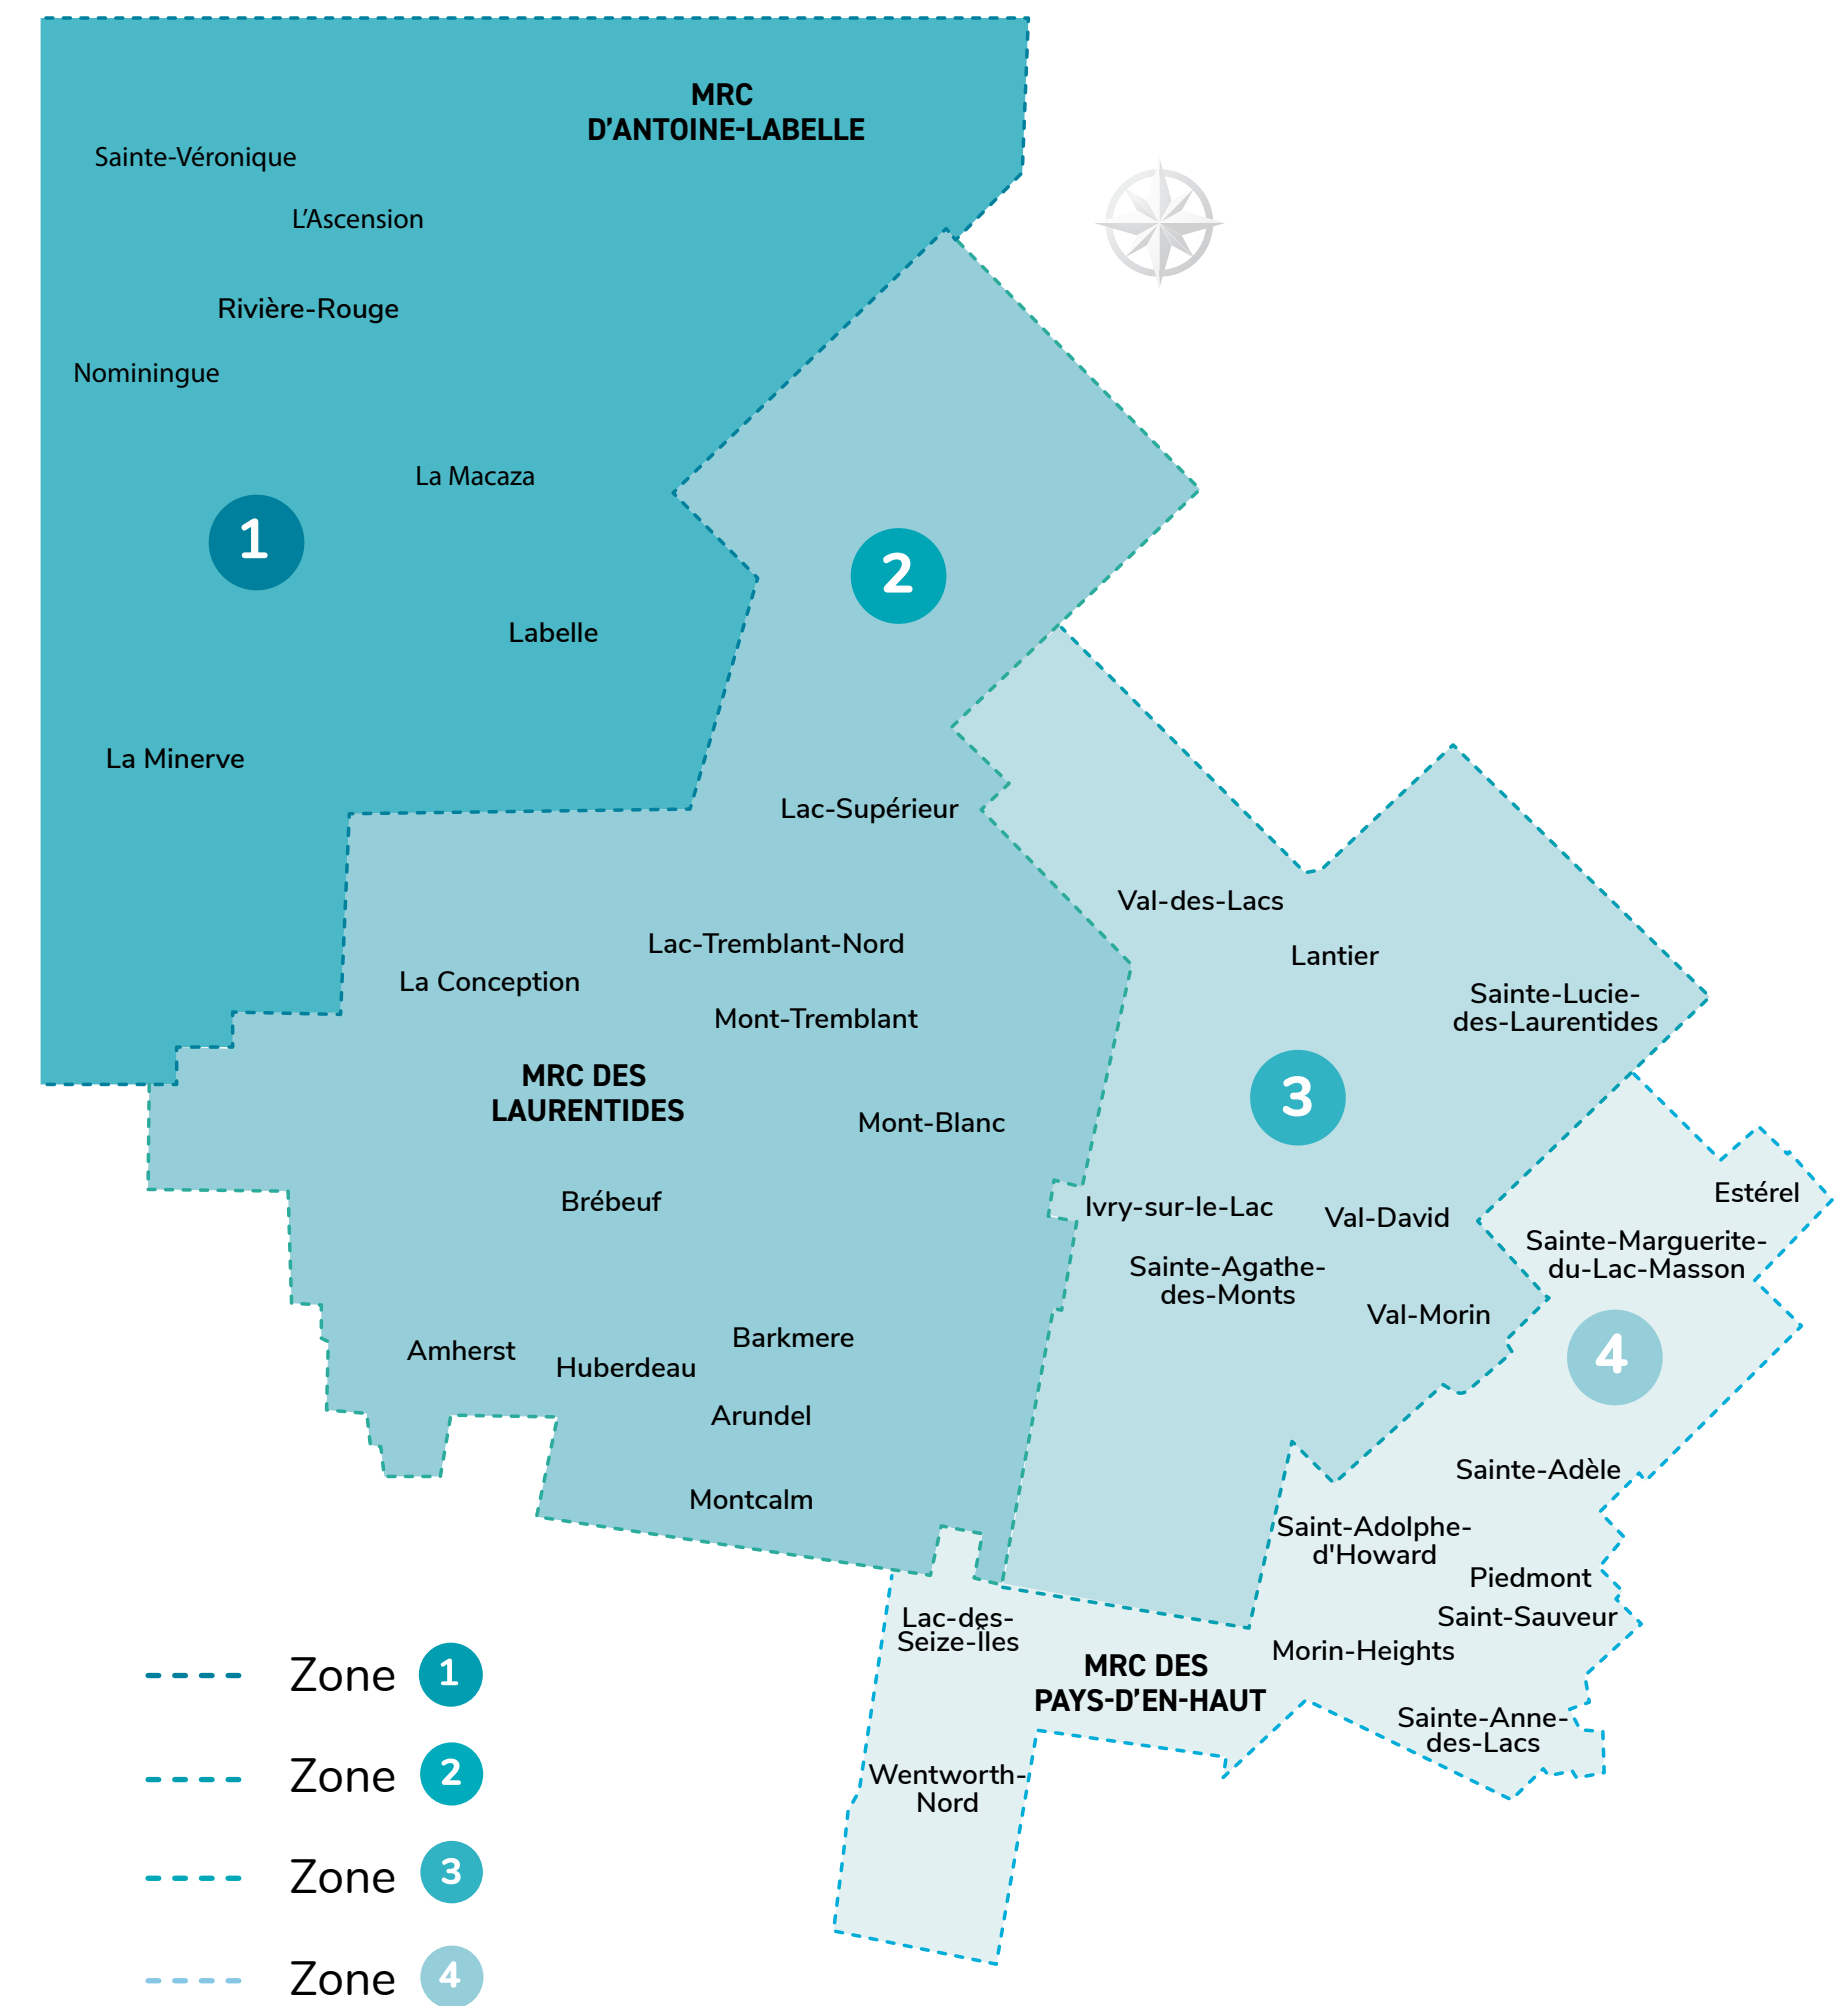 MRC
D’ANTOINE-LABELLE
Sainte-Véronique
L’Ascension
Rivière-Rouge
Nominingue
La Macaza
1
2
Labelle
La Minerve
Lac-Supérieur
Val-des-Lacs
Lac-Tremblant-Nord
Lantier
La Conception
Sainte-Lucie-
des-Laurentides
Mont-Tremblant
MRC DES
LAURENTIDES
3
Mont-Blanc
Estérel
Brébeuf
Ivry-sur-le-Lac
Val-David
Sainte-Marguerite-
du-Lac-Masson
Sainte-Agathe-
des-Monts
Val-Morin
Barkmere
Amherst
4
Huberdeau
Arundel
Sainte-Adèle
Montcalm
Saint-Adolphe-
d'Howard
Piedmont
Lac-des-
Seize-Îles
Saint-Sauveur
Morin-Heights
MRC DES
PAYS-D’EN-HAUT
Sainte-Anne-
des-Lacs
Wentworth-
Nord
Zone 1
Zone 2
Zone 3
Zone 4